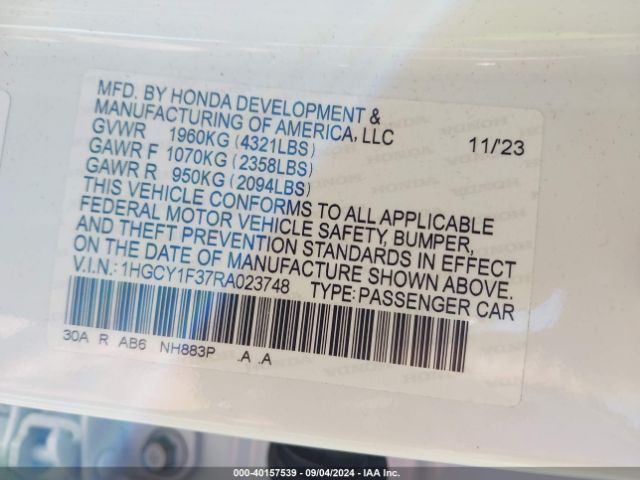 MFD. BY HONDA DEVELOPMENT &
MANUFACTURING OF AMERICA, LLC
GVWR 1960KG (4321LBS) 11/'23
GAWR F 1070KG (2358LBS)
GAWR R 950KG (2094LBS)
THIS VEHICLE CONFORMS TO ALL APPLICABLE
FEDERAL MOTOR VEHICLE SAFETY, BUMPER,
AND THEFT PREVENTION STANDARDS IN EFFECT
ON THE DATE OF MANUFACTURE SHOWN ABOVE.
V.I.N.: 1HGCY1F37RA023748 TYPE: PASSENGER CAR
30A R AB6 NH883P .A .A
000-40157539 - 09/04/2024 - IAA Inc.